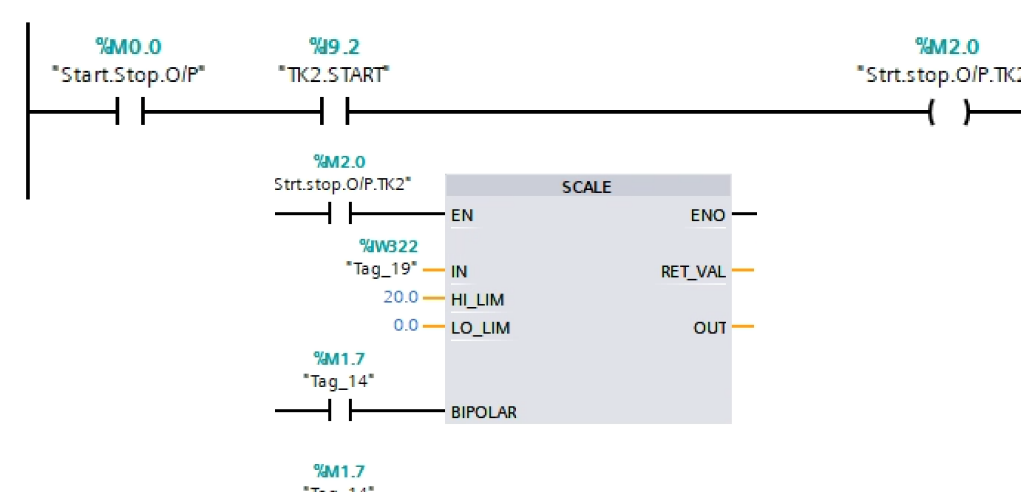 %M0.0
"Start.Stop.O/P"
%I9.2
"TK2.START"
%M2.0
"Strt.stop.O/P.TK2
%M2.0
Strt.stop.O/P.TK2"
SCALE
EN
ENO
%IW322
"Tag_19"
IN
RET_VAL
20.0
HI_LIM
0.0
LO_LIM
OUT
%M1.7
"Tag_14"
BIPOLAR
%M1.7
"Tag_14"